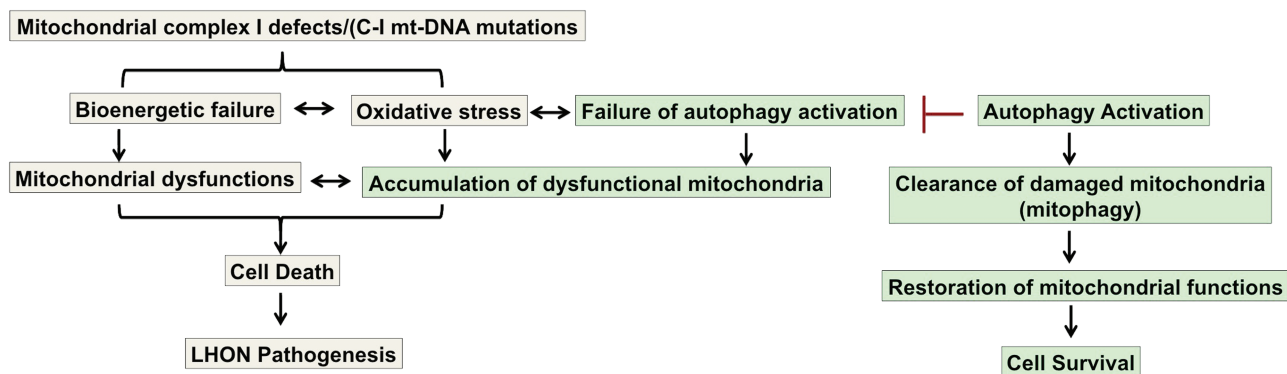 Mitochondrial complex I defects/(C-I mt-DNA mutations
Bioenergetic failure
Oxidative stress
Failure of autophagy activation
Autophagy Activation
Mitochondrial dysfunctions
Accumulation of dysfunctional mitochondria
Clearance of damaged mitochondria
(mitophagy)
Cell Death
Restoration of mitochondrial functions
LHON Pathogenesis
Cell Survival